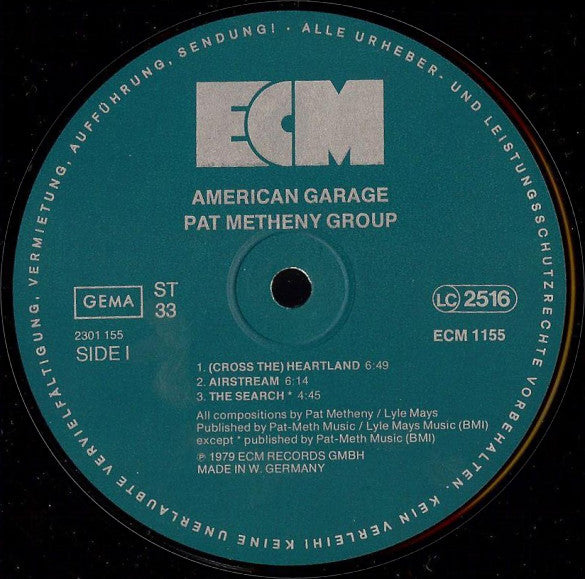 ALLE URHEBER- UND LEISTUNGSSCHUTZRECHTE VORBEHALTEN. KEIN VERLEIH! KEINE UNERLAUBTE VERVIELFÄLTIGUNG, VERMIETUNG, AUFFÜHRUNG, SENDUNG! ·
ECM
AMERICAN GARAGE
PAT METHENY GROUP
GEMA
ST
33
LC 2516
2301 155
SIDE I
ECM 1155
1. (CROSS THE) HEARTLAND 6:49
2. AIRSTREAM 6:14
3. THE SEARCH * 4:45
All compositions by Pat Metheny / Lyle Mays
Published by Pat-Meth Music / Lyle Mays Music (BMI)
except * published by Pat-Meth Music (BMI)
℗ 1979 ECM RECORDS GMBH
MADE IN W. GERMANY